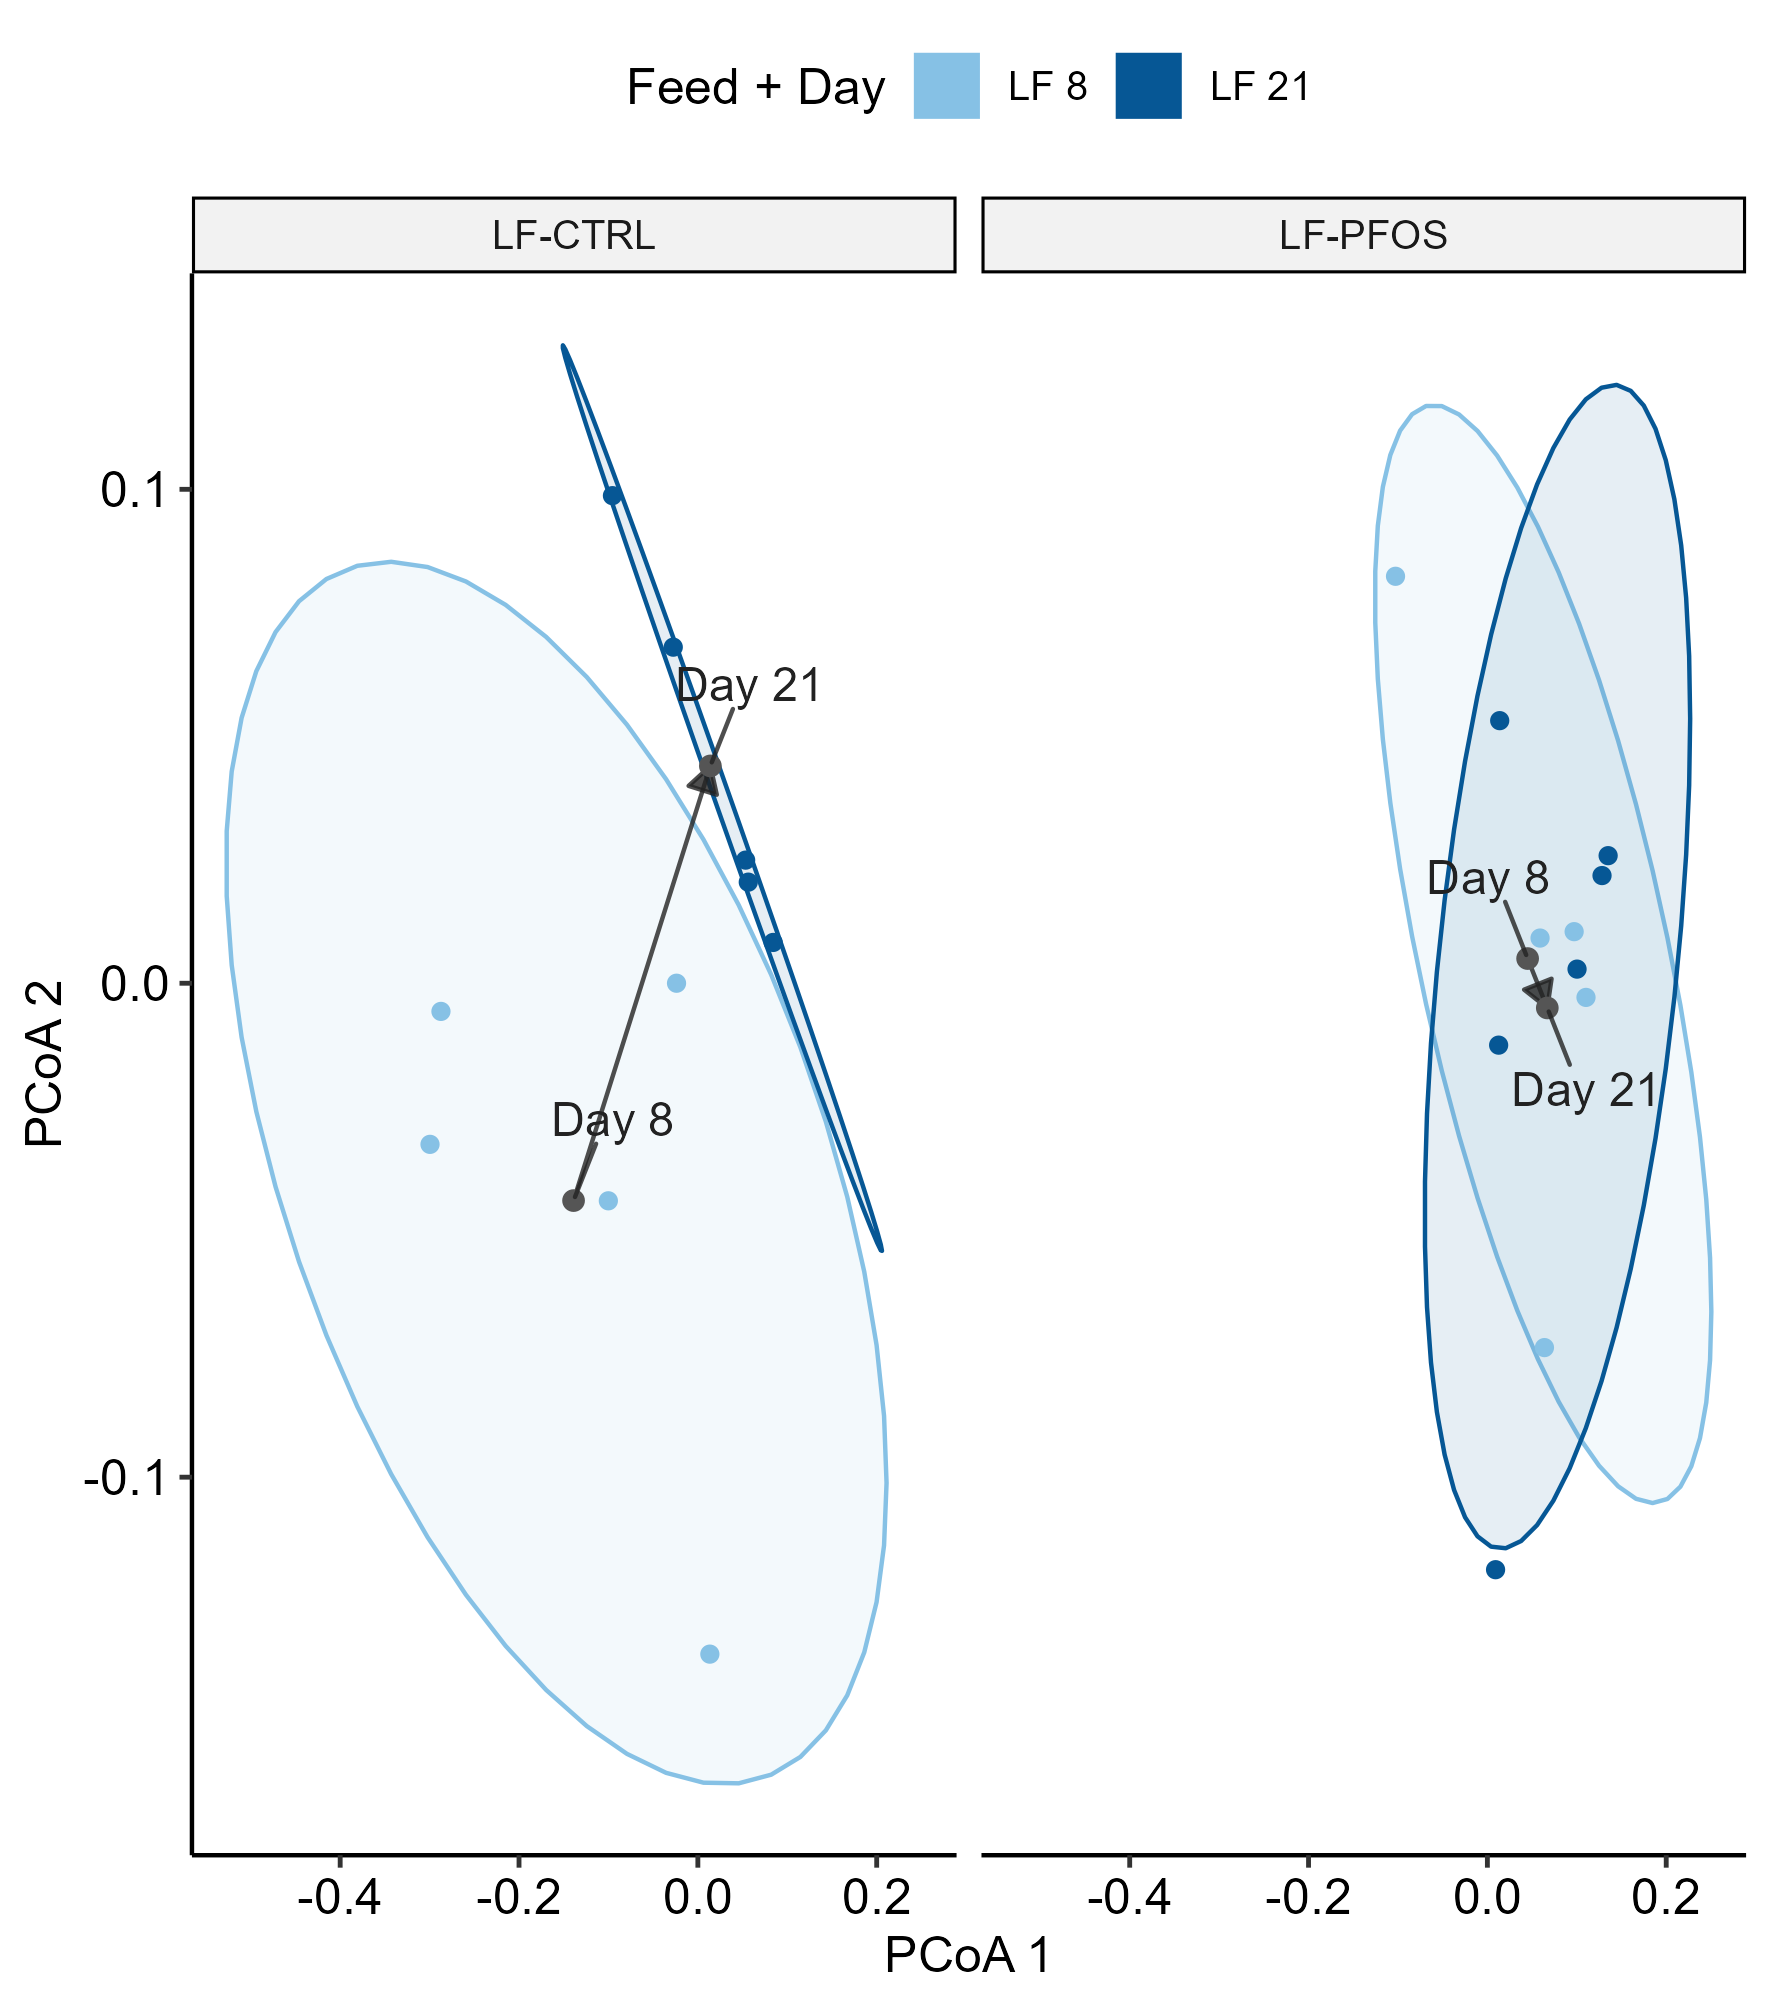 Feed + Day LF 8 LF 21
LF-CTRL
LF-PFOS
0.1
0.0
-0.1
PCoA 2
Day 21
Day 8
Day 8
Day 21
-0.4 -0.2 0.0 0.2
-0.4 -0.2 0.0 0.2
PCoA 1